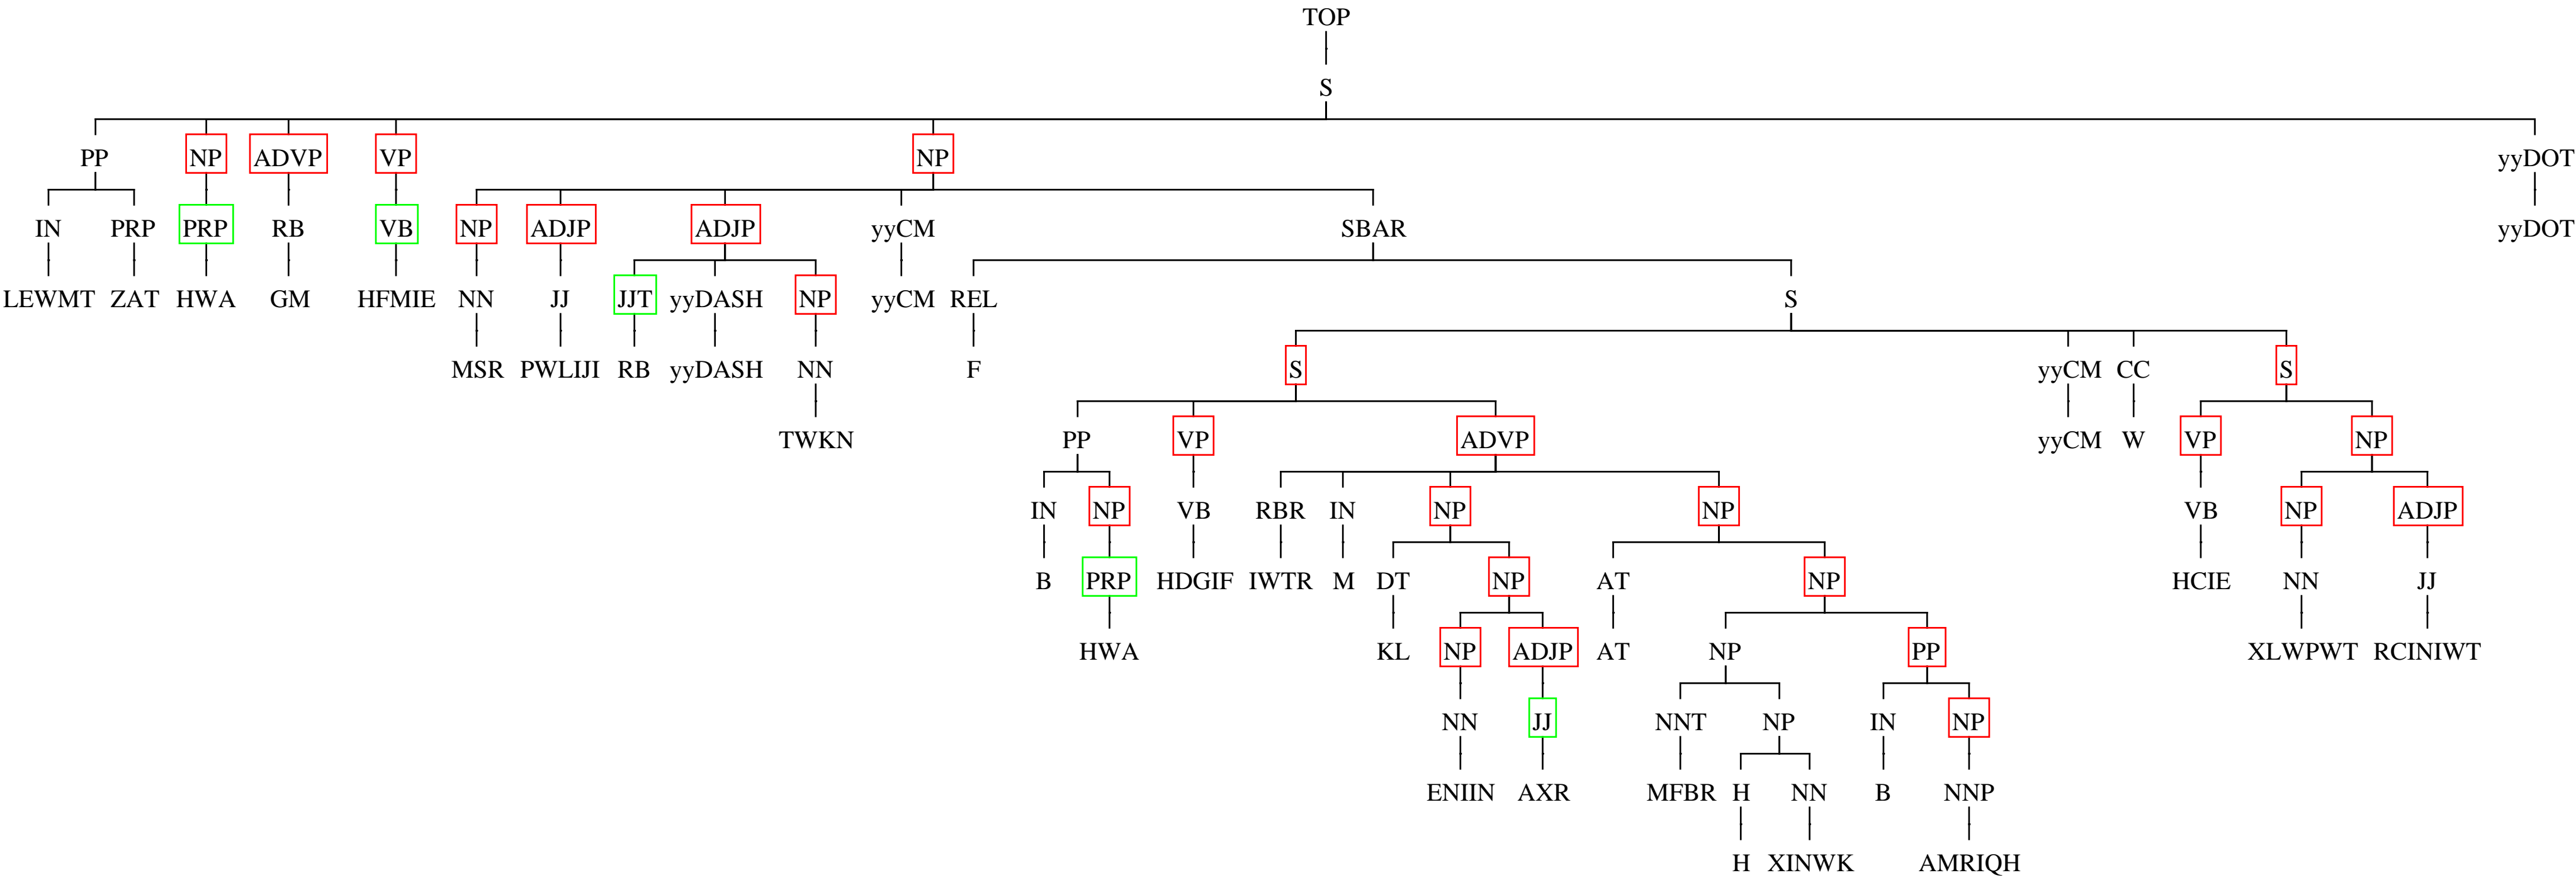 TOP
S
PP NP ADVP VP NP yyDOT
IN PRP PRP RB VB NP ADJP ADJP yyCM SBAR yyDOT
LEWMT ZAT HWA GM HFMIE NN JJ JJT yyDASH NP yyCM REL S
MSR PWLIJI RB yyDASH NN F S yyCM CC S
TWKN PP VP ADVP yyCM W VP NP
IN NP VB RBR IN NP NP VB NP ADJP
B PRP HDGIF IWTR M DT NP AT NP HCIE NN JJ
HWA KL NP ADJP AT NP PP XLWPWT RCINIWT
NN JJ NNT NP IN NP
ENIIN AXR MFBR H NN B NNP
H XINWK AMRIQH